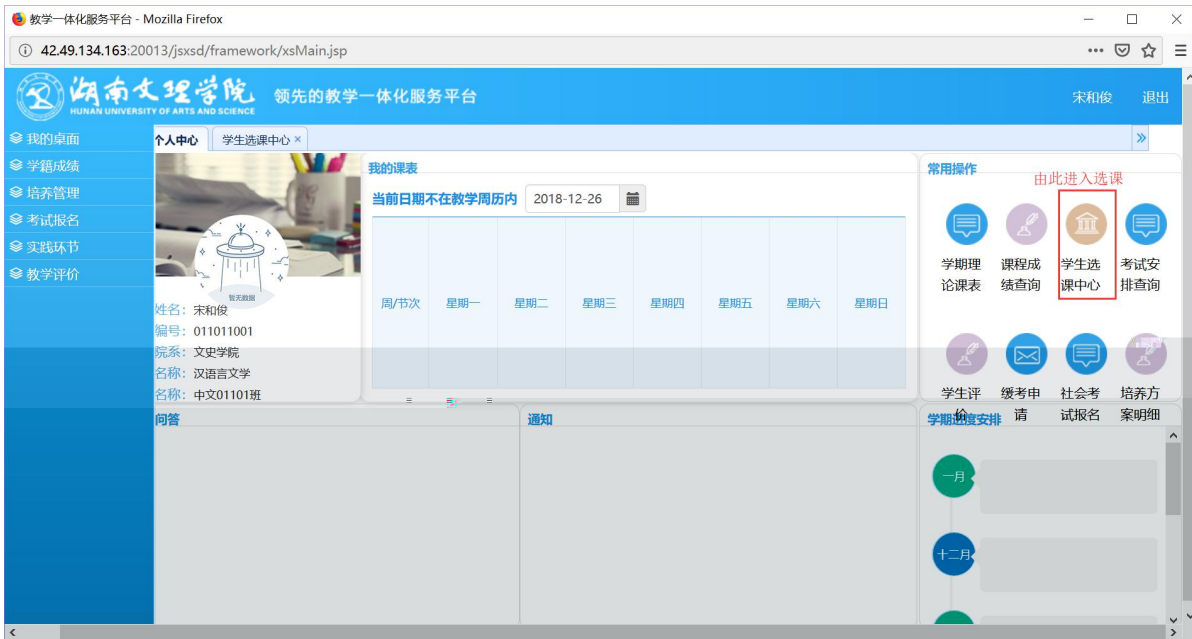 教学一体化服务平台 - Mozilla Firefox
42.49.134.163:20013/jsxsd/framework/xsMain.jsp
湖南文理学院
HUNAN UNIVERSITY OF ARTS AND SCIENCE
领先的教学一体化服务平台
宋和俊 退出
我的桌面
学籍成绩
培养管理
考试报名
实践环节
教学评价
个人中心 学生选课中心 ×
暂无数据
姓名：宋和俊
编号：011011001
院系：文史学院
名称：汉语言文学
名称：中文01101班
我的课表
当前日期不在教学周历内 2018-12-26
周/节次 星期一 星期二 星期三 星期四 星期五 星期六 星期日
常用操作
由此进入选课
学期理论课表
课程成绩查询
学生选课中心
考试安排查询
学生评价
缓考申请
社会考试报名
培养方案明细
问答
通知
学期进度安排
一月
十二月